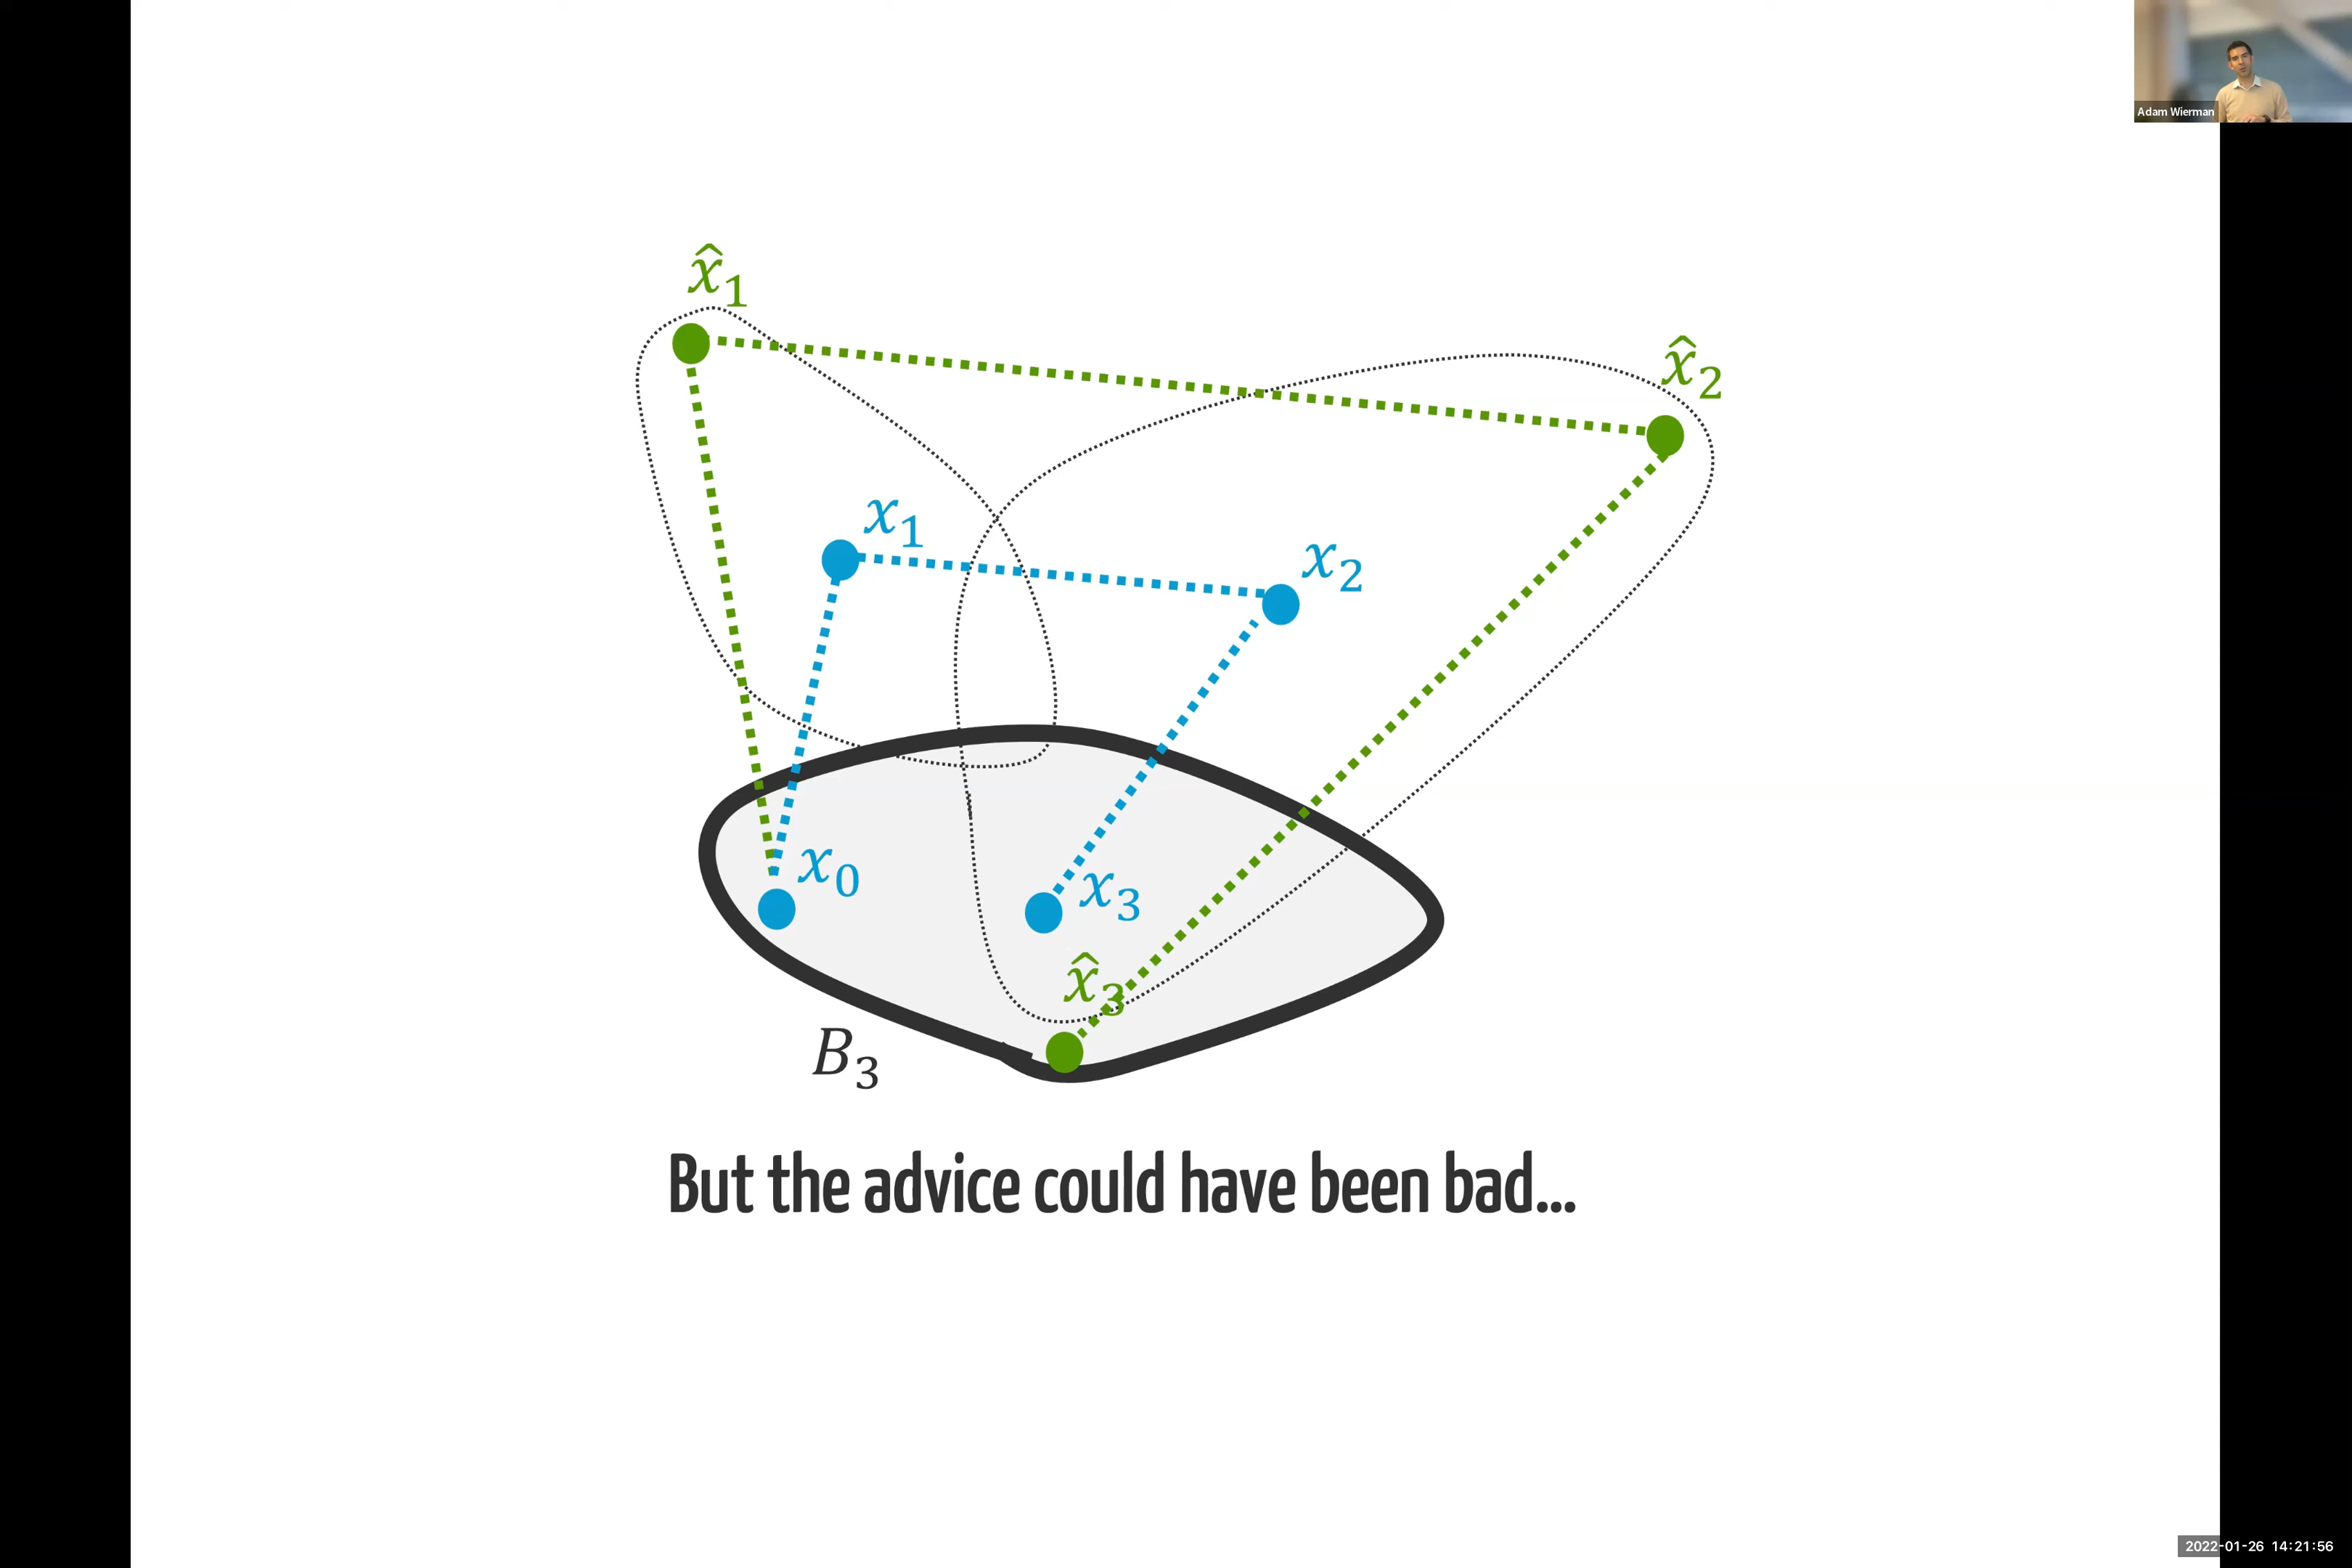 Adam Wierman
x̂₁
x̂₂
x₁
x₂
x₀
x₃
x̂₃
B₃
But the advice could have been bad...
2022-01-26 14:21:56